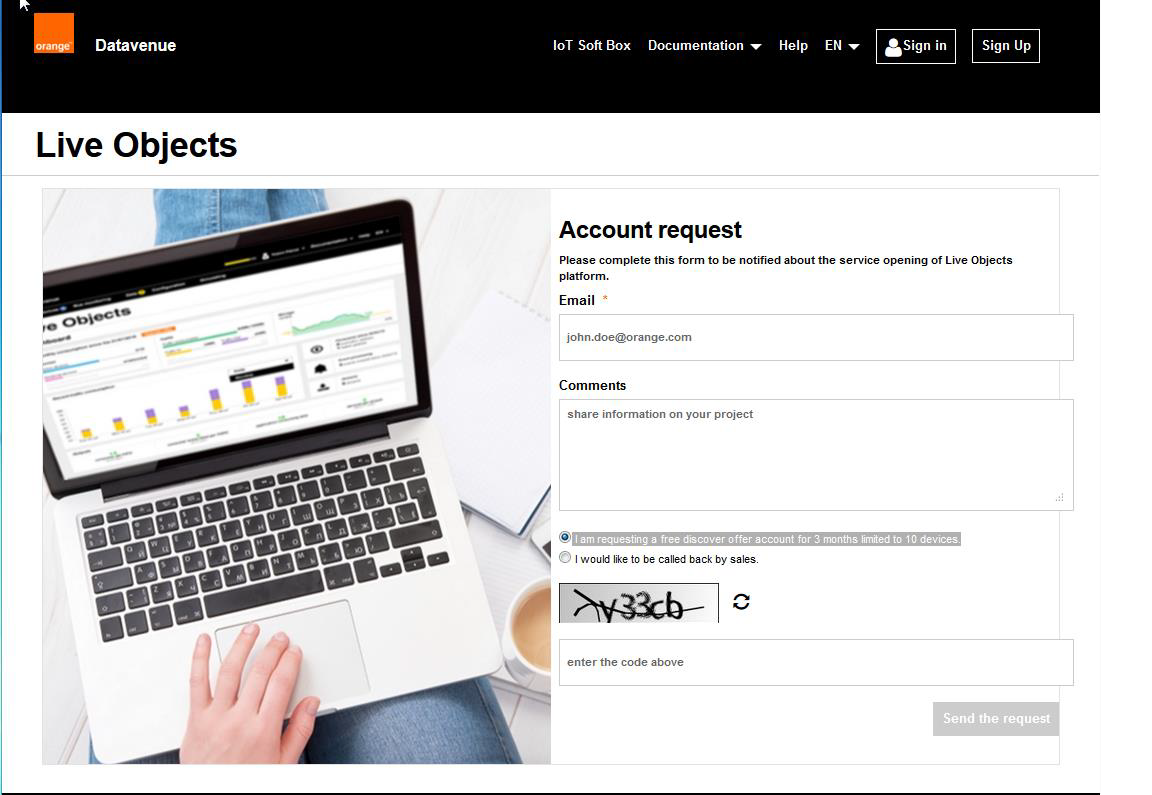 orange
Datavenue
IoT Soft Box
Documentation
Help
EN
Sign in
Sign Up
Live Objects
Account request
Please complete this form to be notified about the service opening of Live Objects
platform.
Email *
john.doe@orange.com
Comments
share information on your project
I am requesting a free discover offer account for 3 months limited to 10 devices.
I would like to be called back by sales.
enter the code above
Send the request
ve Objects